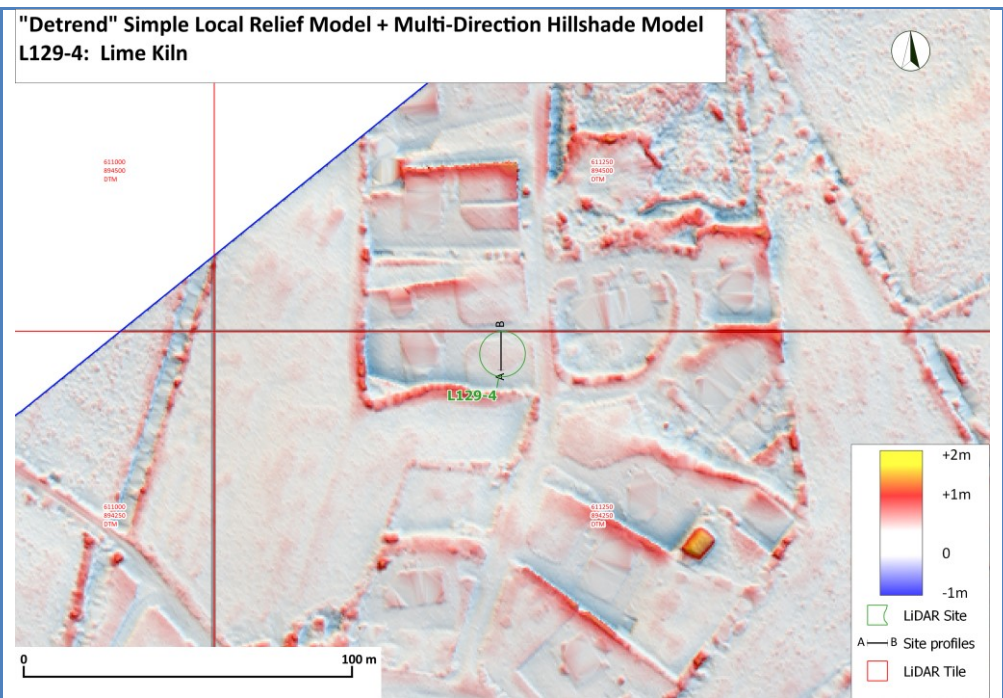 "Detrend" Simple Local Relief Model + Multi-Direction Hillshade Model
L129-4: Lime Kiln
611000
894500
DTM
611250
894500
DTM
B
A
L129-4
611000
894250
DTM
611250
894250
DTM
+2m
+1m
0
-1m
LiDAR Site
A B Site profiles
LiDAR Tile
0 100 m